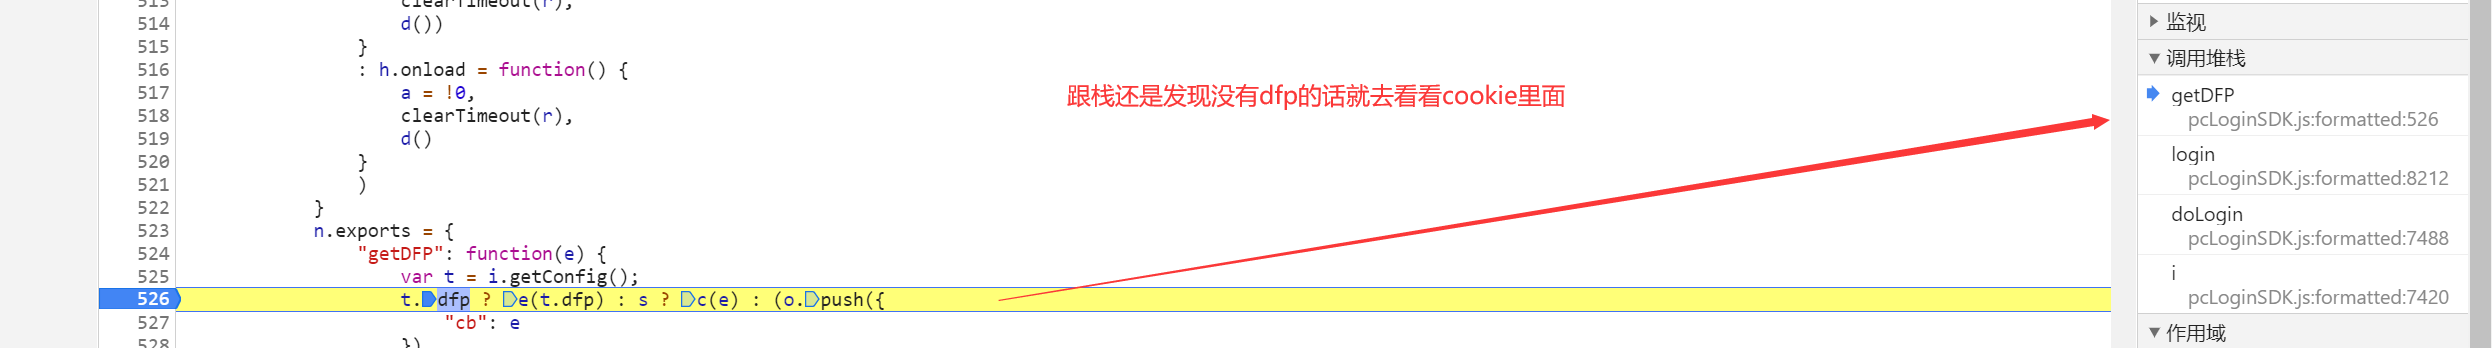 513 clearTimeout(r),
514 d())
515 }
516 : h.onload = function() {
517 a = !0,
518 clearTimeout(r),
519 d()
520 }
521 )
522 }
523 n.exports = {
524 "getDFP": function(e) {
525 var t = i.getConfig();
526 t.dfp ? e(t.dfp) : s ? c(e) : (o.push({
527 "cb": e
528 })
跟栈还是发现没有dfp的话就去看看cookie里面
监视
调用堆栈
getDFP
pcLoginSDK.js:formatted:526
login
pcLoginSDK.js:formatted:8212
doLogin
pcLoginSDK.js:formatted:7488
i
pcLoginSDK.js:formatted:7420
作用域